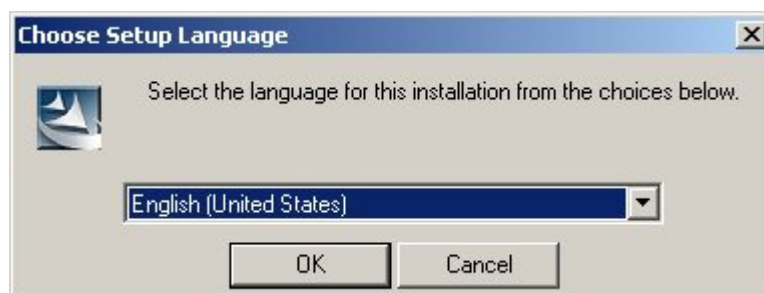 Choose Setup Language
Select the language for this installation from the choices below.
English (United States)
OK
Cancel